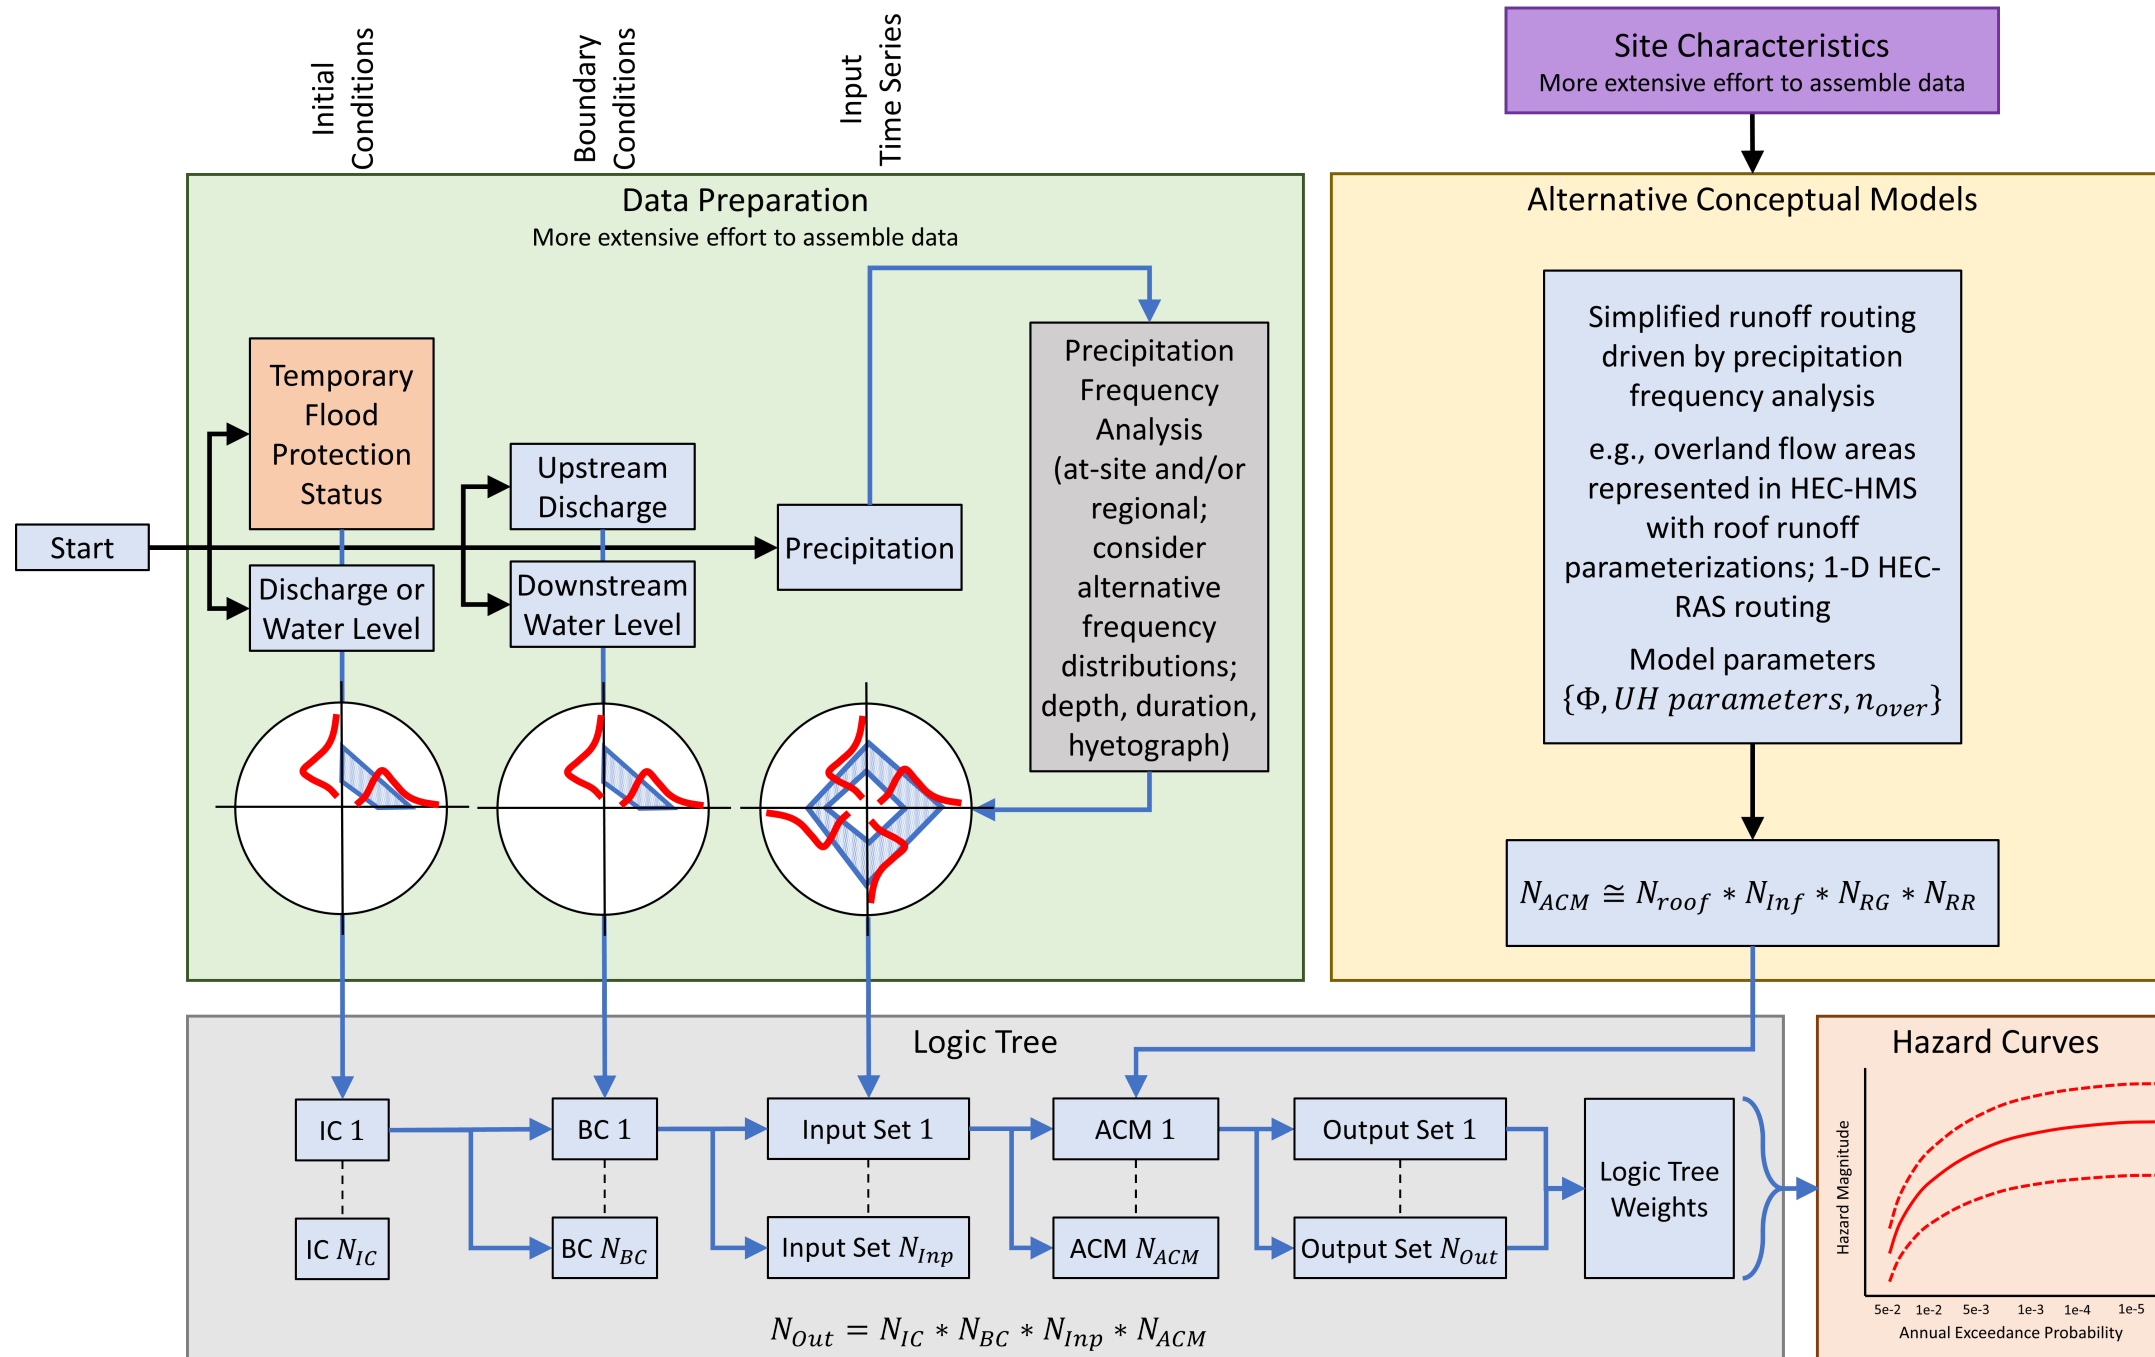 Initial
Conditions
Boundary
Conditions
Input
Time Series
Site Characteristics
More extensive effort to assemble data
Data Preparation
More extensive effort to assemble data
Alternative Conceptual Models
Start
Temporary
Flood
Protection
Status
Discharge or
Water Level
Upstream
Discharge
Downstream
Water Level
Precipitation
Precipitation
Frequency
Analysis
(at-site and/or
regional;
consider
alternative
frequency
distributions;
depth, duration,
hyetograph)
Simplified runoff routing
driven by precipitation
frequency analysis
e.g., overland flow areas
represented in HEC-HMS
with roof runoff
parameterizations; 1-D HEC-
RAS routing
Model parameters
{Φ, UH parameters, n_over}
N_ACM ≅ N_roof * N_Inf * N_RG * N_RR
Logic Tree
IC 1
BC 1
Input Set 1
ACM 1
Output Set 1
IC N_IC
BC N_BC
Input Set N_Inp
ACM N_ACM
Output Set N_Out
Logic Tree
Weights
N_Out = N_IC * N_BC * N_Inp * N_ACM
Hazard Curves
Hazard Magnitude
5e-2 1e-2 5e-3 1e-3 1e-4 1e-5
Annual Exceedance Probability